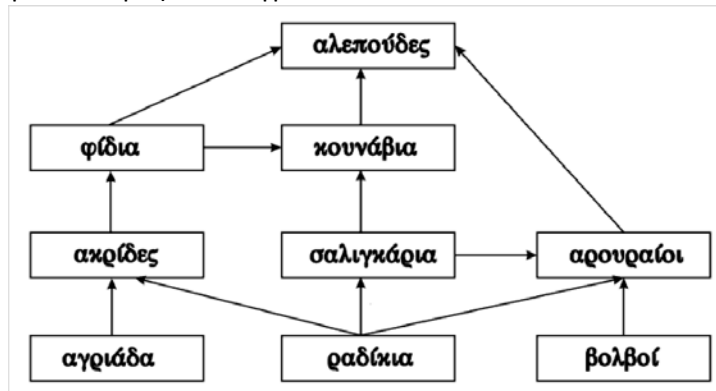 αλεπούδες
φίδια κουνάβια
ακρίδες σαλιγκάρια αρουραίοι
αγριάδα ραδίκια βολβοί